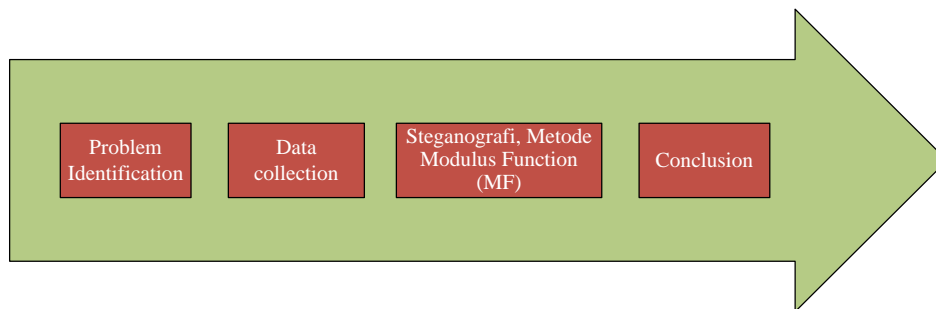 Problem
Identification
Data
collection
Steganografi, Metode
Modulus Function
(MF)
Conclusion